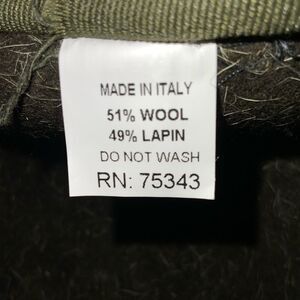 MADE IN ITALY
51% WOOL
49% LAPIN
DO NOT WASH
RN: 75343